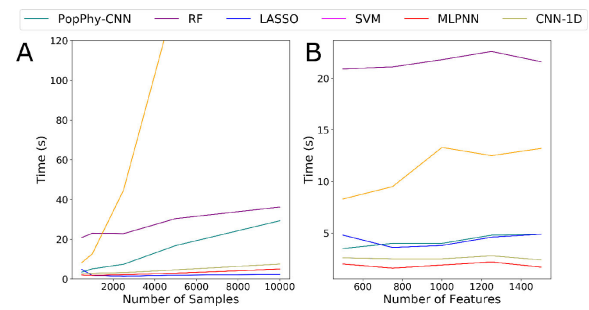 PopPhy-CNN RF LASSO SVM MLPNN CNN-1D
A
B
Time (s)
120
100
80
60
40
20
0
2000 4000 6000 8000 10000
Number of Samples
Time (s)
20
15
10
5
600 800 1000 1200 1400
Number of Features